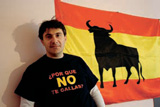 ¿POR QUE
NO
TE CALLAS?